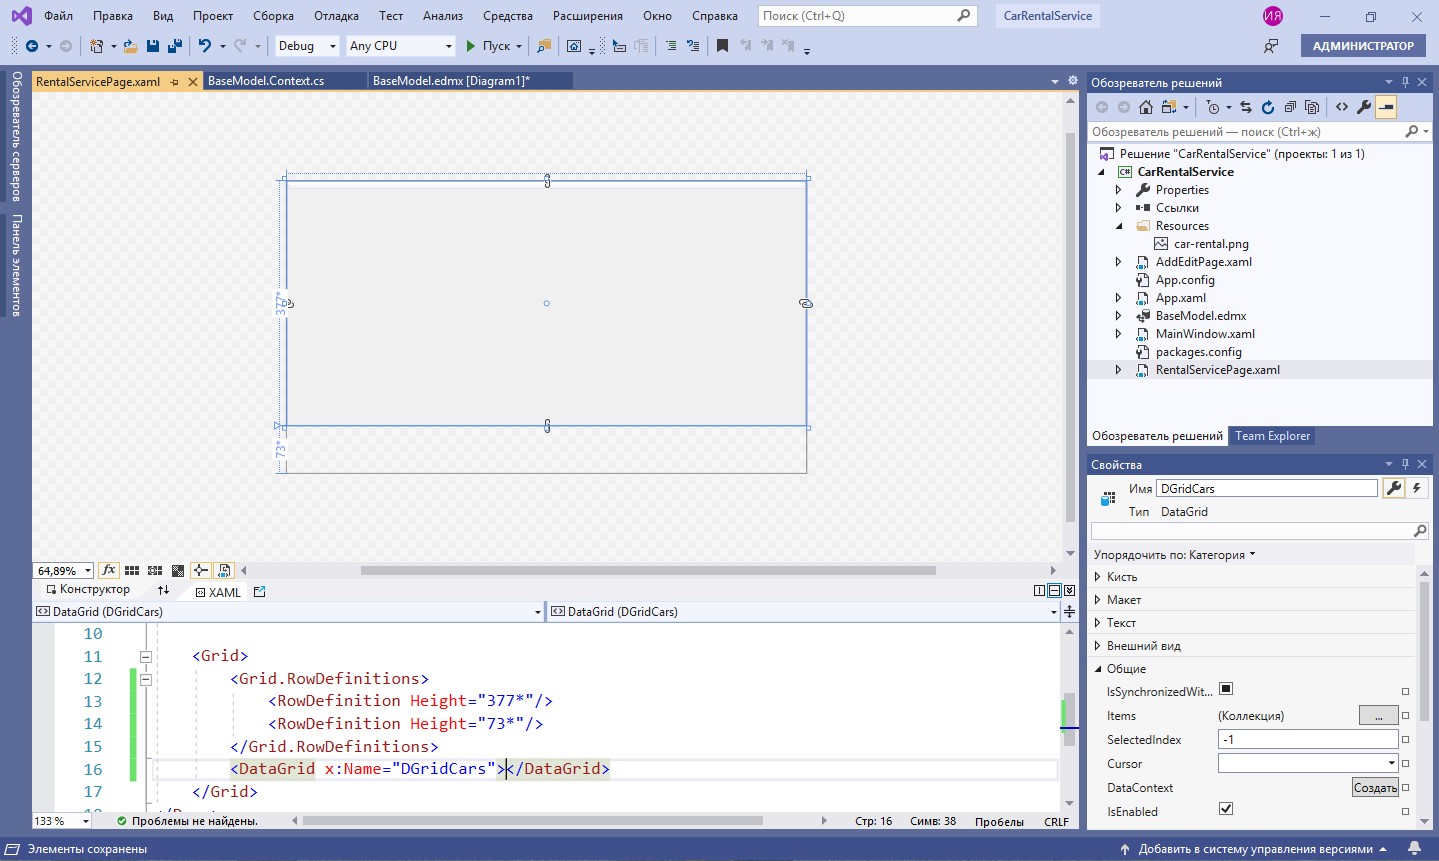 Файл Правка Вид Проект Сборка Отладка Тест Анализ Средства Расширения Окно Справка Поиск (Ctrl+Q) CarRentalService ИЯ
Debug Any CPU Пуск АДМИНИСТРАТОР
Обозреватель серверов
Панель элементов
RentalServicePage.xaml BaseModel.Context.cs BaseModel.edmx [Diagram1]*
377*
73*
64,89% fx
Конструктор XAML
DataGrid (DGridCars) DataGrid (DGridCars)
10
11 <Grid>
12 <Grid.RowDefinitions>
13 <RowDefinition Height="377*"/>
14 <RowDefinition Height="73*"/>
15 </Grid.RowDefinitions>
16 <DataGrid x:Name="DGridCars"></DataGrid>
17 </Grid>
133 % Проблемы не найдены. Стр: 16 Симв: 38 Пробелы CRLF
Обозреватель решений
Обозреватель решений — поиск (Ctrl+ж)
Решение "CarRentalService" (проекты: 1 из 1)
C# CarRentalService
Properties
Ссылки
Resources
car-rental.png
AddEditPage.xaml
App.config
App.xaml
BaseModel.edmx
MainWindow.xaml
packages.config
RentalServicePage.xaml
Обозреватель решений Team Explorer
Свойства
Имя DGridCars
Тип DataGrid
Упорядочить по: Категория
Кисть
Макет
Текст
Внешний вид
Общие
IsSynchronizedWit...
Items (Коллекция) ...
SelectedIndex -1
Cursor
DataContext Создать
IsEnabled
Элементы сохранены Добавить в систему управления версиями